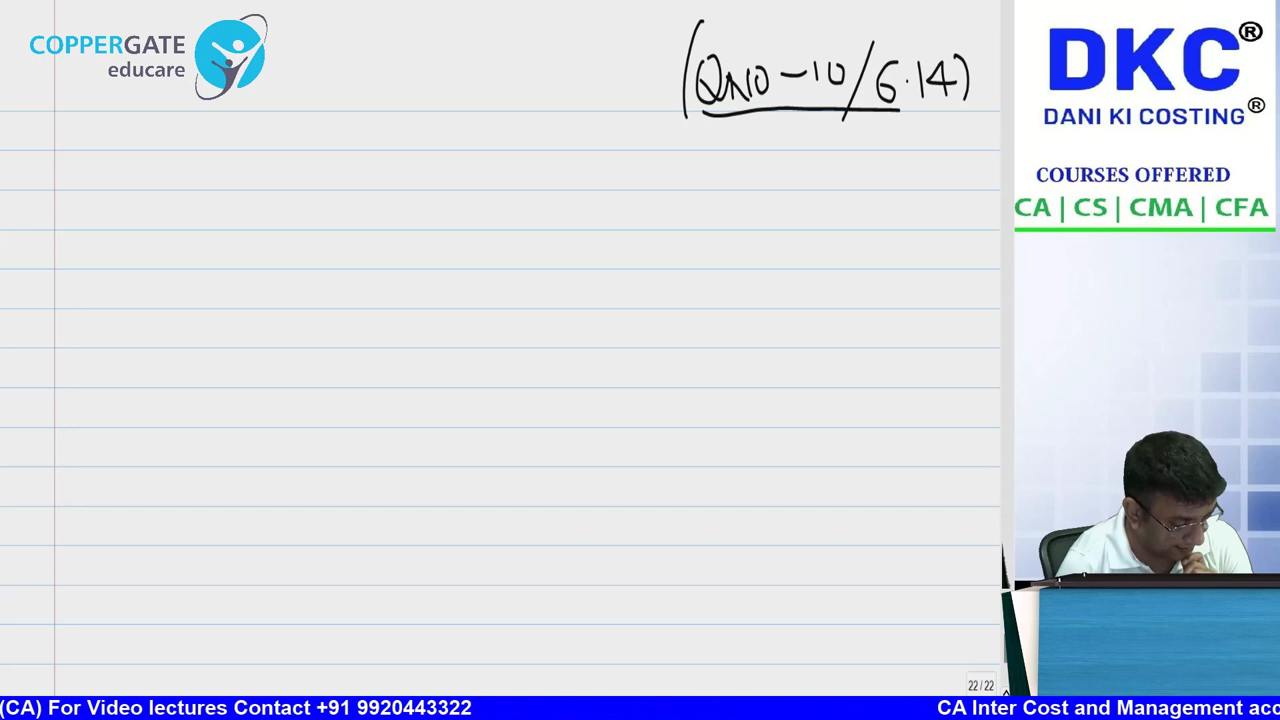 COPPERGATE
educare
(QNO-10/6.14)
DKC®
DANI KI COSTING®
COURSES OFFERED
CA | CS | CMA | CFA
22/22
(CA) For Video lectures Contact +91 9920443322
CA Inter Cost and Management acc